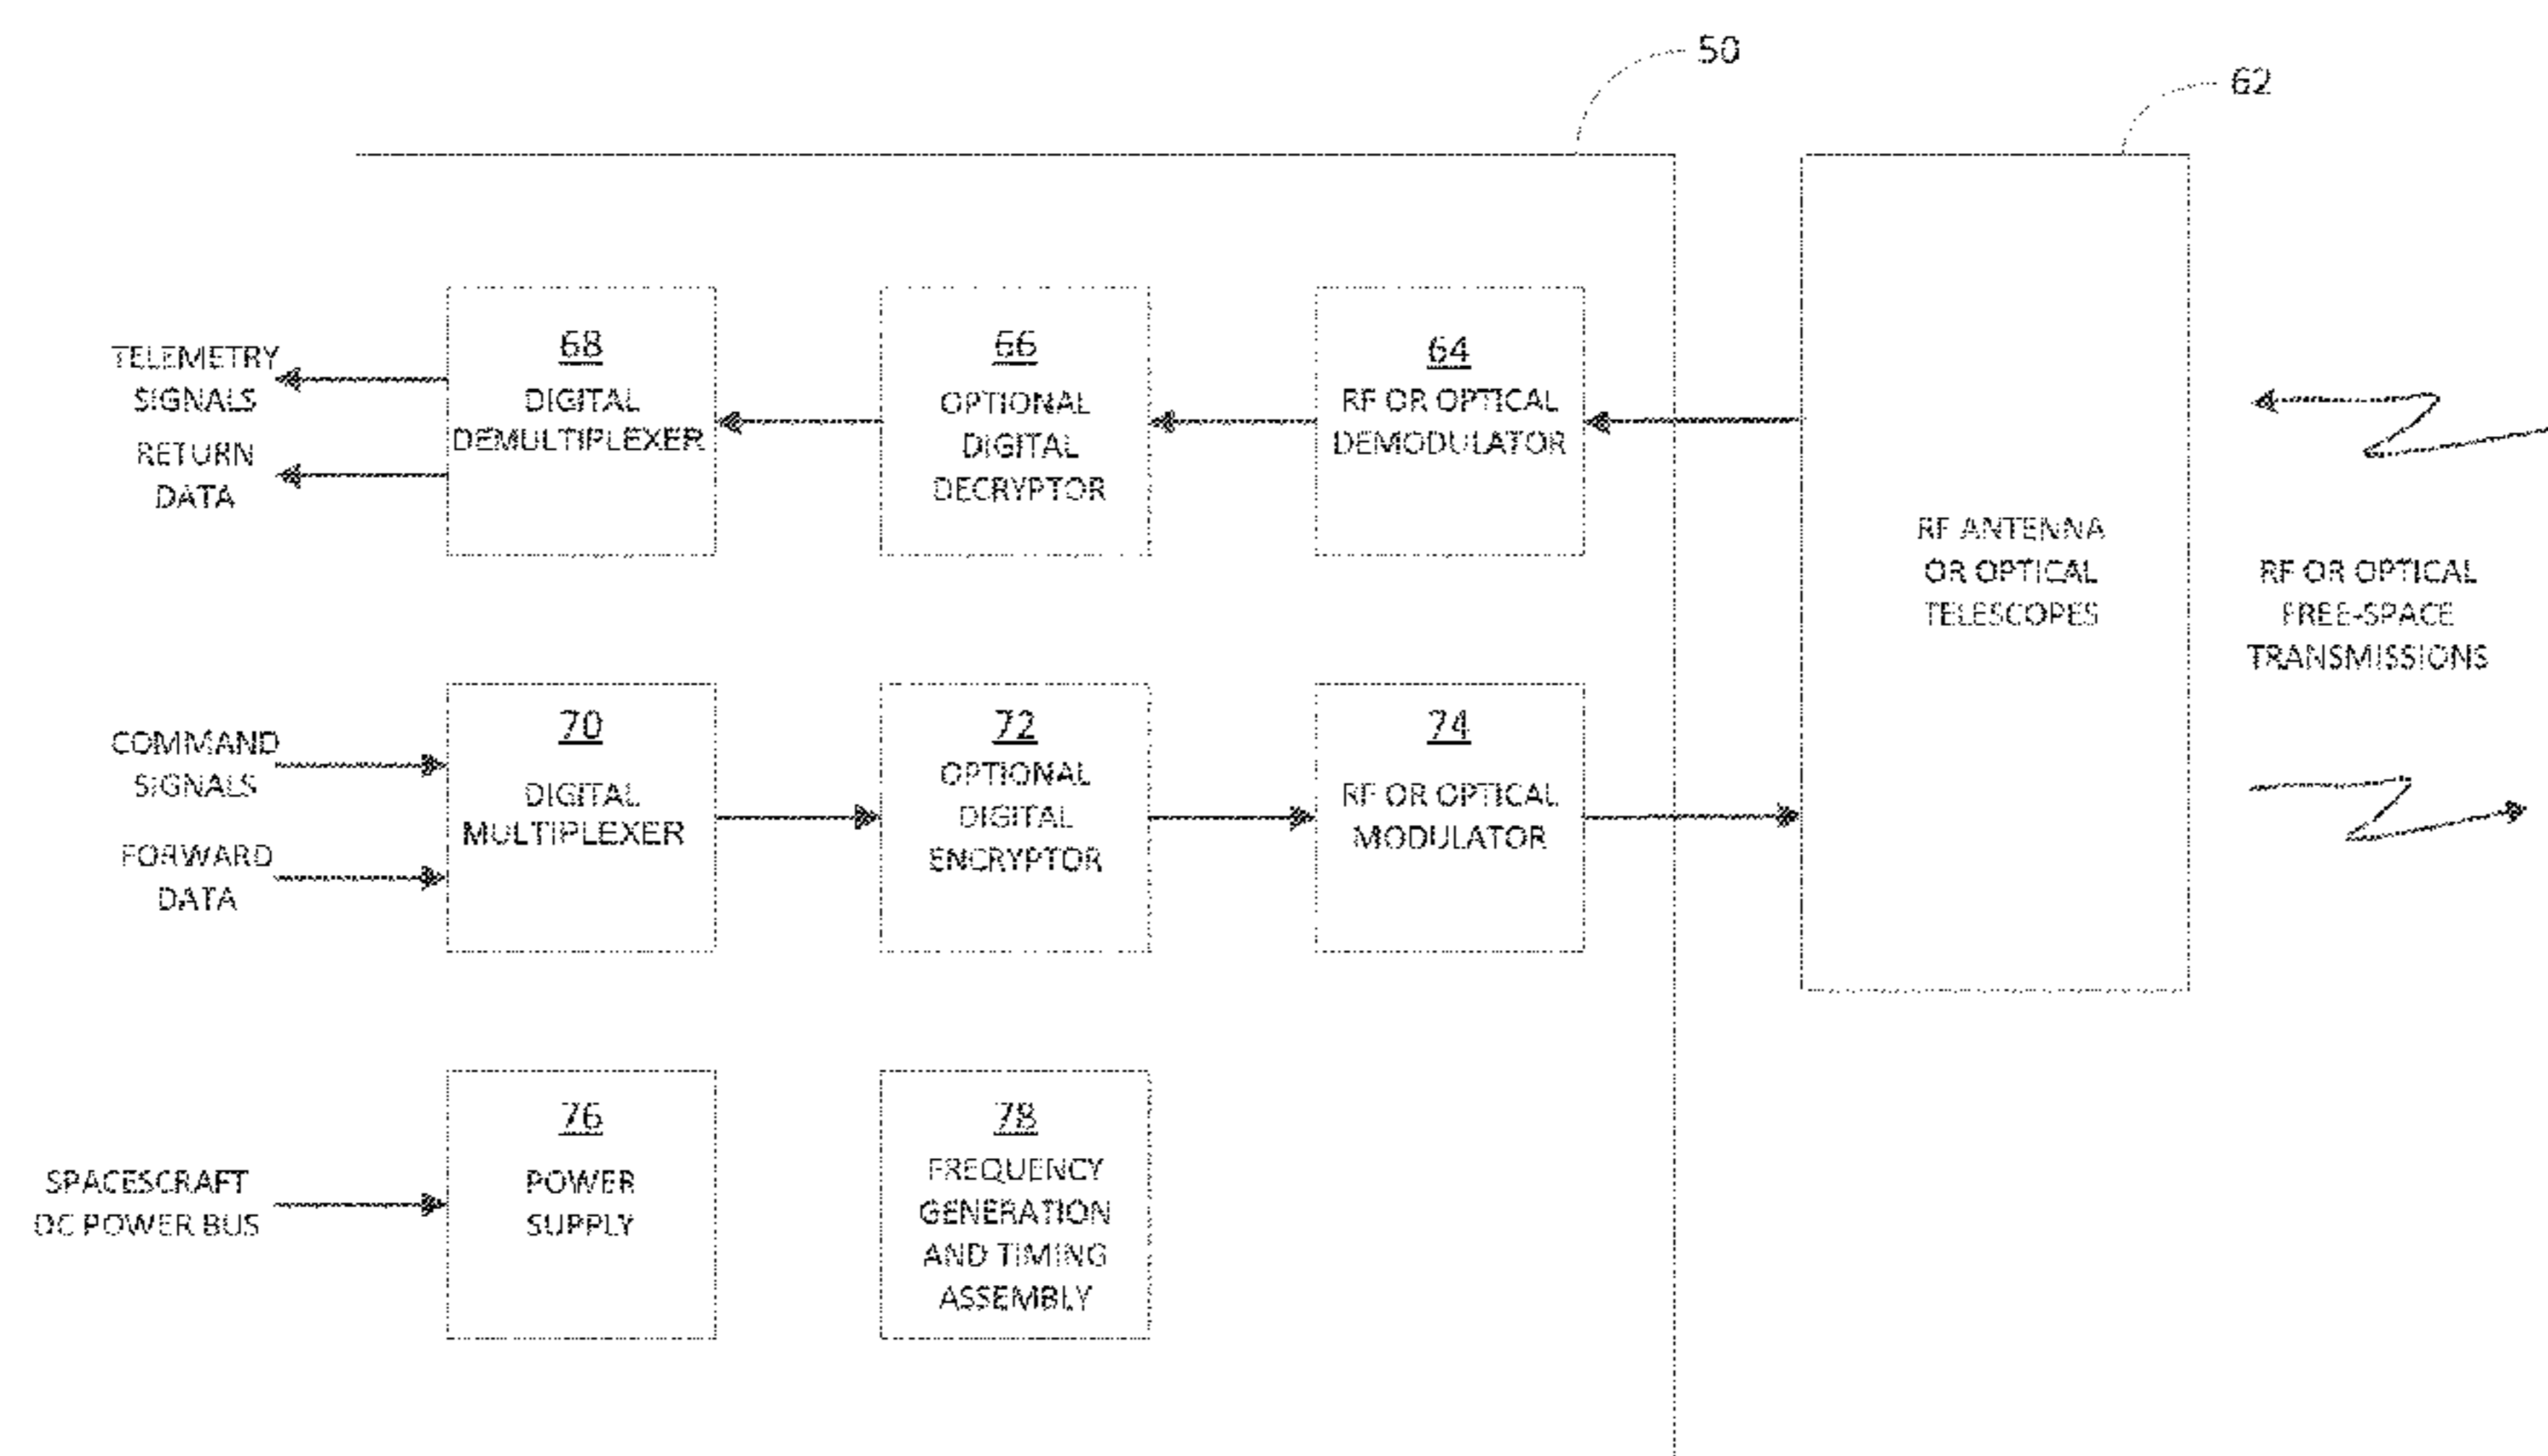 50
62
TELEMETRY
SIGNALS
RETURN
DATA
68
DIGITAL
DEMULTIPLEXER
66
OPTIONAL
DIGITAL
DECRYPTOR
64
RF OR OPTICAL
DEMODULATOR
RF ANTENNA
OR OPTICAL
TELESCOPES
RF OR OPTICAL
FREE-SPACE
TRANSMISSIONS
COMMAND
SIGNALS
FORWARD
DATA
70
DIGITAL
MULTIPLEXER
72
OPTIONAL
DIGITAL
ENCRYPTOR
74
RF OR OPTICAL
MODULATOR
SPACESCRAFT
DC POWER BUS
76
POWER
SUPPLY
78
FREQUENCY
GENERATION
AND TIMING
ASSEMBLY